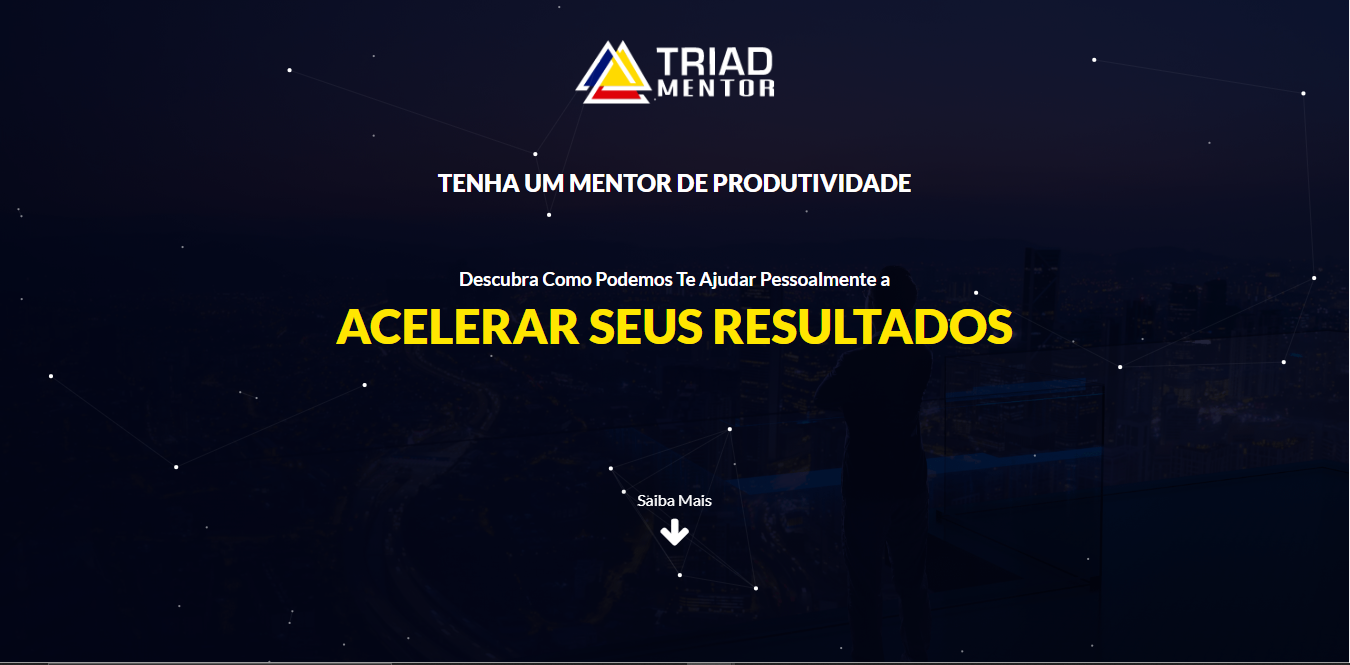 TRIAD
MENTOR
TENHA UM MENTOR DE PRODUTIVIDADE
Descubra Como Podemos Te Ajudar Pessoalmente a
ACELERAR SEUS RESULTADOS
Saiba Mais